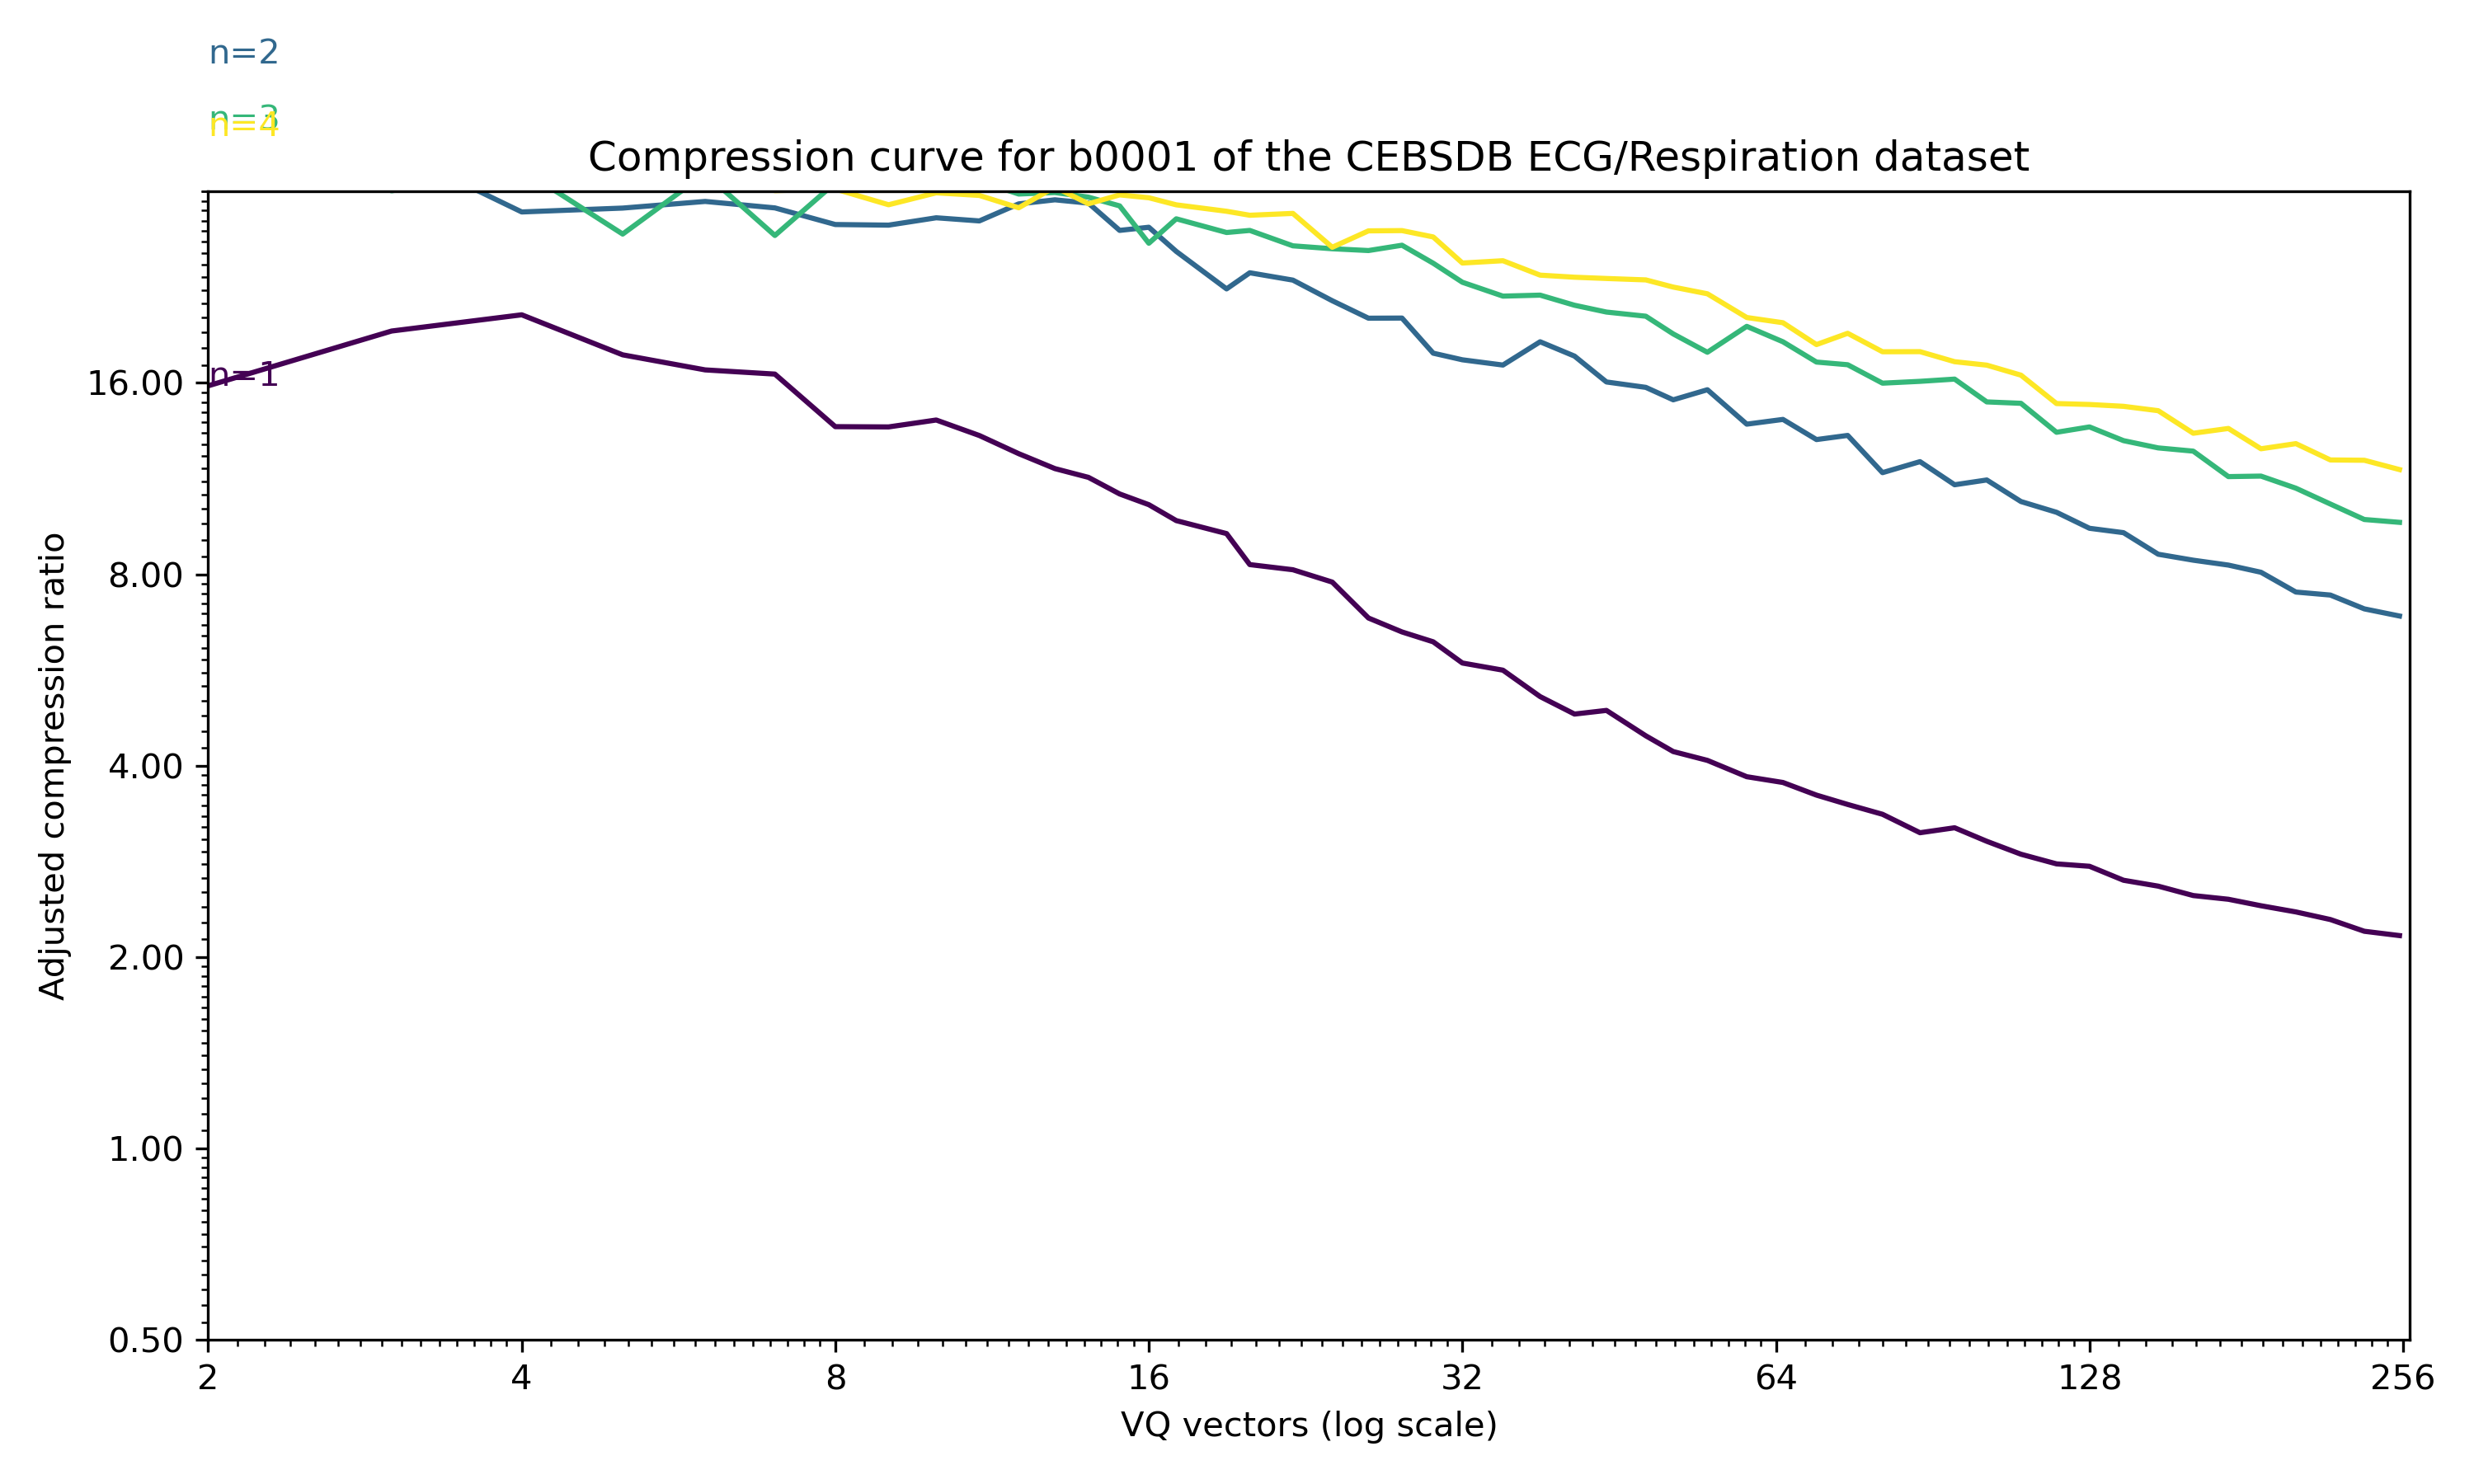 n=2
n=3
n=4
Compression curve for b0001 of the CEBSDB ECG/Respiration dataset
n=1
16.00
8.00
4.00
2.00
1.00
0.50
Adjusted compression ratio
2 4 8 16 32 64 128 256
VQ vectors (log scale)